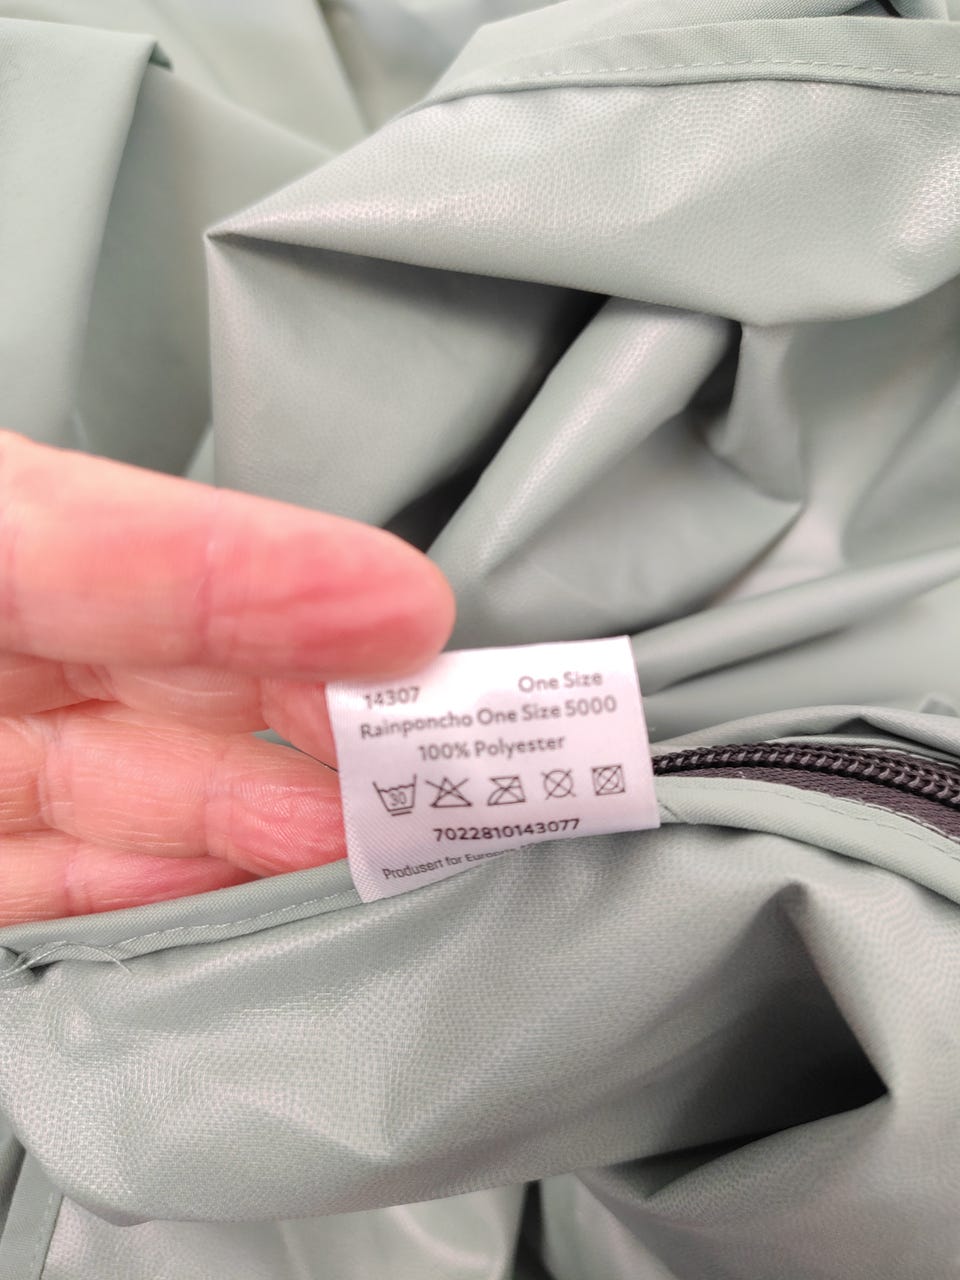 14307 One Size
Rainponcho One Size 5000
100% Polyester
30
7022810143077
Produsert for